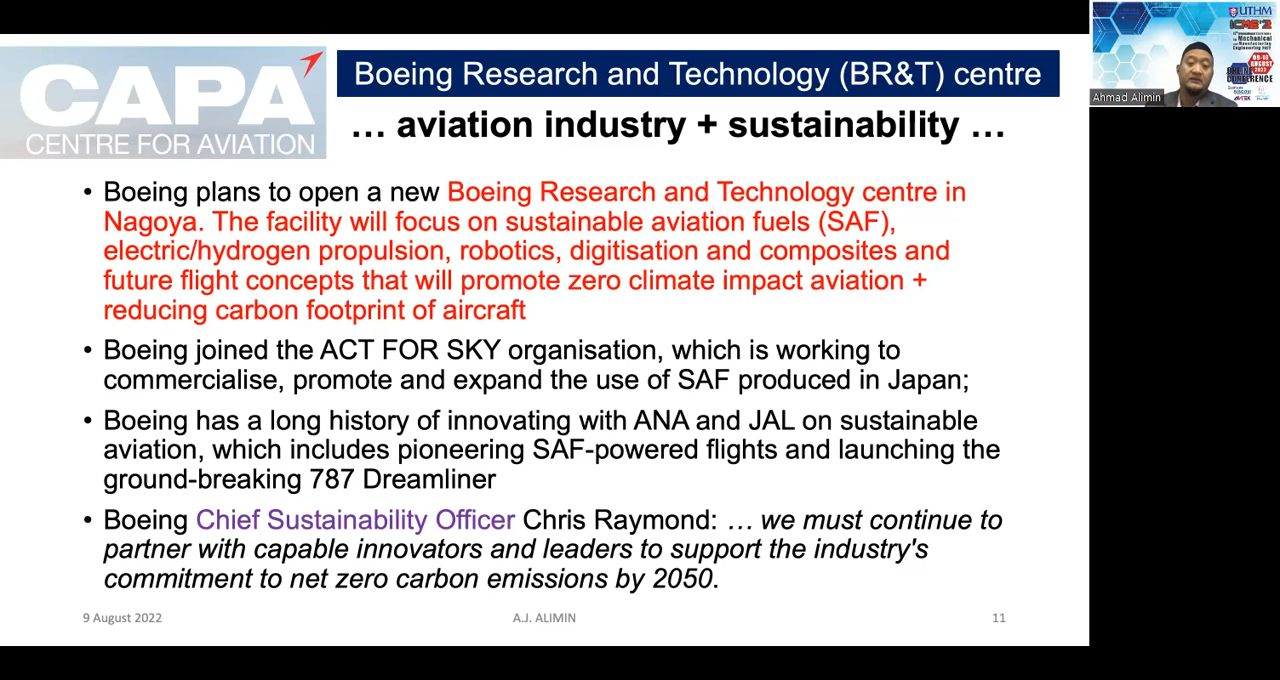 CAPA
CENTRE FOR AVIATION
Boeing Research and Technology (BR&T) centre
… aviation industry + sustainability …
• Boeing plans to open a new Boeing Research and Technology centre in
Nagoya. The facility will focus on sustainable aviation fuels (SAF),
electric/hydrogen propulsion, robotics, digitisation and composites and
future flight concepts that will promote zero climate impact aviation +
reducing carbon footprint of aircraft
• Boeing joined the ACT FOR SKY organisation, which is working to
commercialise, promote and expand the use of SAF produced in Japan;
• Boeing has a long history of innovating with ANA and JAL on sustainable
aviation, which includes pioneering SAF-powered flights and launching the
ground-breaking 787 Dreamliner
• Boeing Chief Sustainability Officer Chris Raymond: … we must continue to
partner with capable innovators and leaders to support the industry's
commitment to net zero carbon emissions by 2050.
9 August 2022
A.J. ALIMIN
11
UTHM
Mechanical
AUGUST
2022
ONLINE
CONFERENCE
Ahmad Alimin